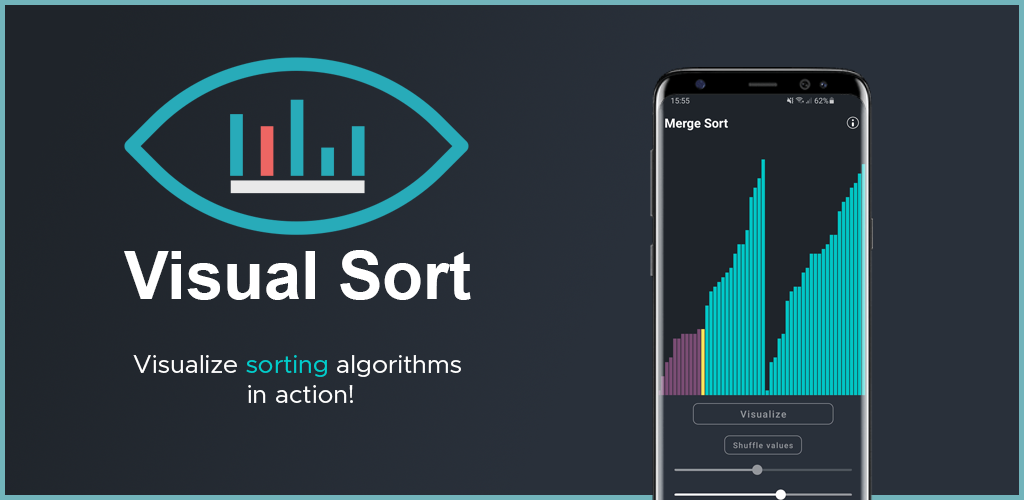 Visual Sort
Visualize sorting algorithms
in action!
15:55
62%
Merge Sort
Visualize
Shuffle values